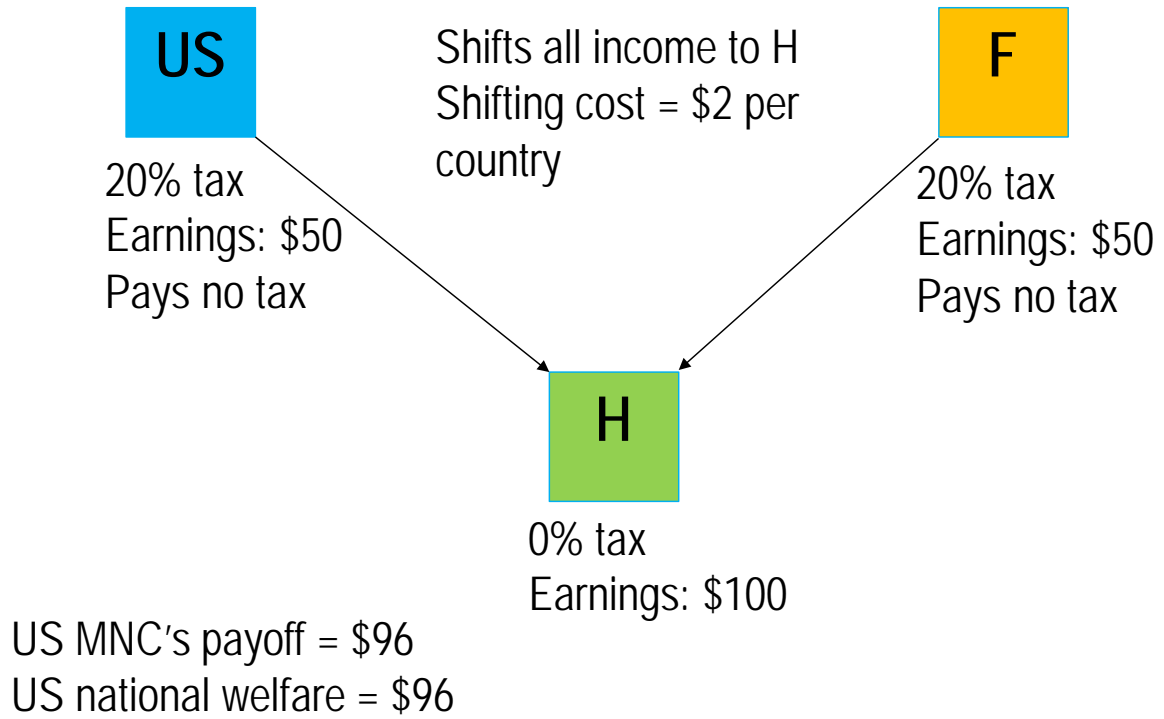 US
Shifts all income to H
Shifting cost = $2 per
country
F
20% tax
Earnings: $50
Pays no tax
20% tax
Earnings: $50
Pays no tax
H
0% tax
Earnings: $100
US MNC’s payoff = $96
US national welfare = $96